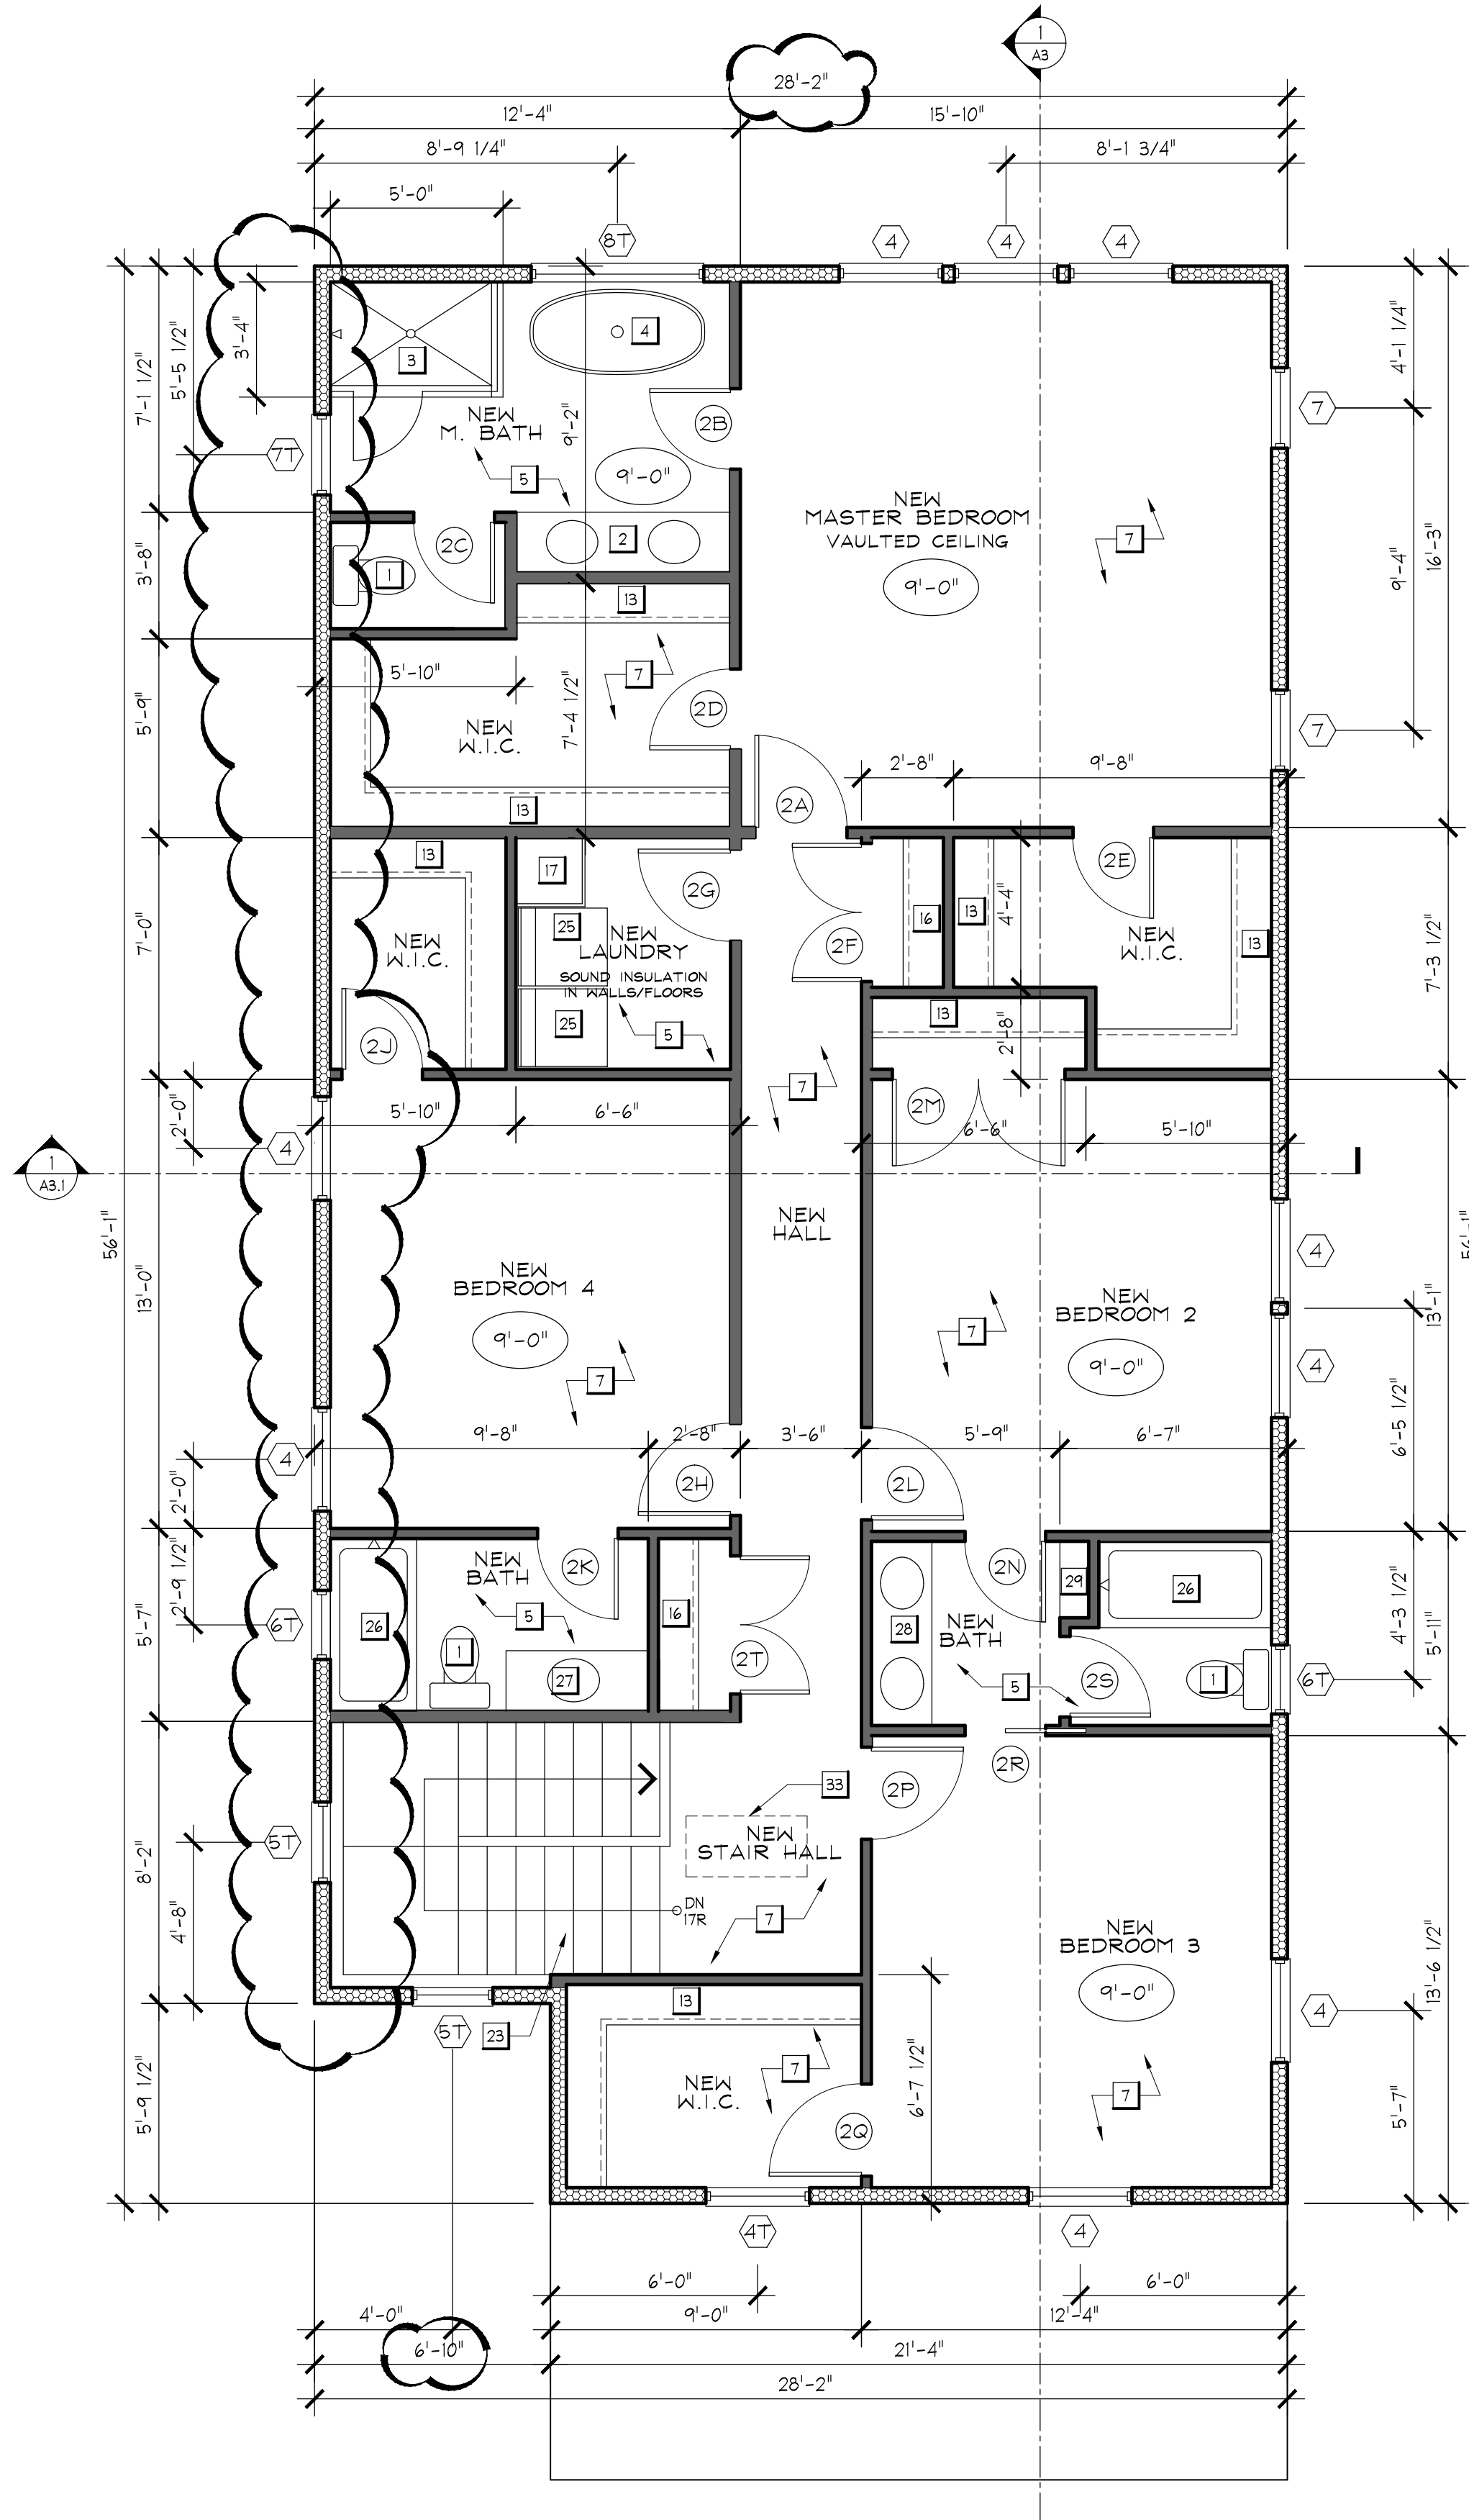 1
A3
28'-2"
12'-4"
15'-10"
8'-9 1/4"
8'-1 3/4"
5'-0"
8T
4
4
4
3'-4"
5'-5 1/2"
7'-1 1/2"
4'-1 1/4"
3
4
7
NEW
M. BATH
9'-2"
2B
7T
5
9'-0"
NEW
MASTER BEDROOM
VAULTED CEILING
9'-0"
7
16'-3"
9'-4"
3'-8"
2C
2
1
13
5'-10"
7
7'-4 1/2"
2D
5'-9"
NEW
W.I.C.
7
2'-8"
9'-8"
2A
13
13
17
2G
2E
4'-4"
25
16
13
7'-0"
NEW
W.I.C.
NEW
LAUNDRY
2F
NEW
W.I.C.
13
7'-3 1/2"
SOUND INSULATION
IN WALLS/FLOORS
25
5
13
2J
2'-8"
7
2'-0"
5'-10"
6'-6"
2M
6'-6"
5'-10"
4
1
A3.1
56'-1"
NEW
HALL
56'-1"
4
NEW
BEDROOM 4
9'-0"
13'-0"
NEW
BEDROOM 2
9'-0"
7
13'-1"
4
7
9'-8"
2'-8"
3'-6"
5'-9"
6'-7"
6'-5 1/2"
4
2'-0"
2H
2L
NEW
BATH
2K
2N
29
26
2'-9 1/2"
4'-3 1/2"
6T
26
5
16
28
NEW
BATH
5'-7"
5'-11"
1
27
2T
5
2S
1
6T
2R
33
2P
NEW
STAIR HALL
5T
8'-2"
4'-8"
DN
17R
7
NEW
BEDROOM 3
9'-0"
13'-6 1/2"
13
4
5T
23
7
NEW
W.I.C.
6'-7 1/2"
7
5'-9 1/2"
5'-7"
2Q
4T
4
6'-0"
6'-0"
4'-0"
9'-0"
12'-4"
6'-10"
21'-4"
28'-2"